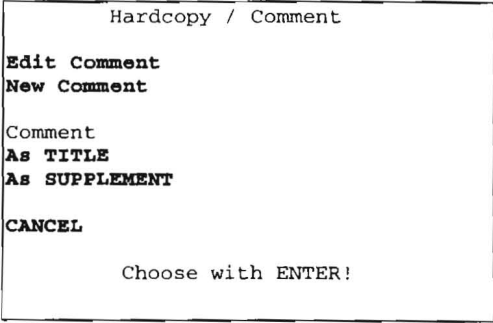 Hardcopy / Comment
Edit Comment
New Comment
Comment
As TITLE
As SUPPLEMENT
CANCEL
Choose with ENTER!